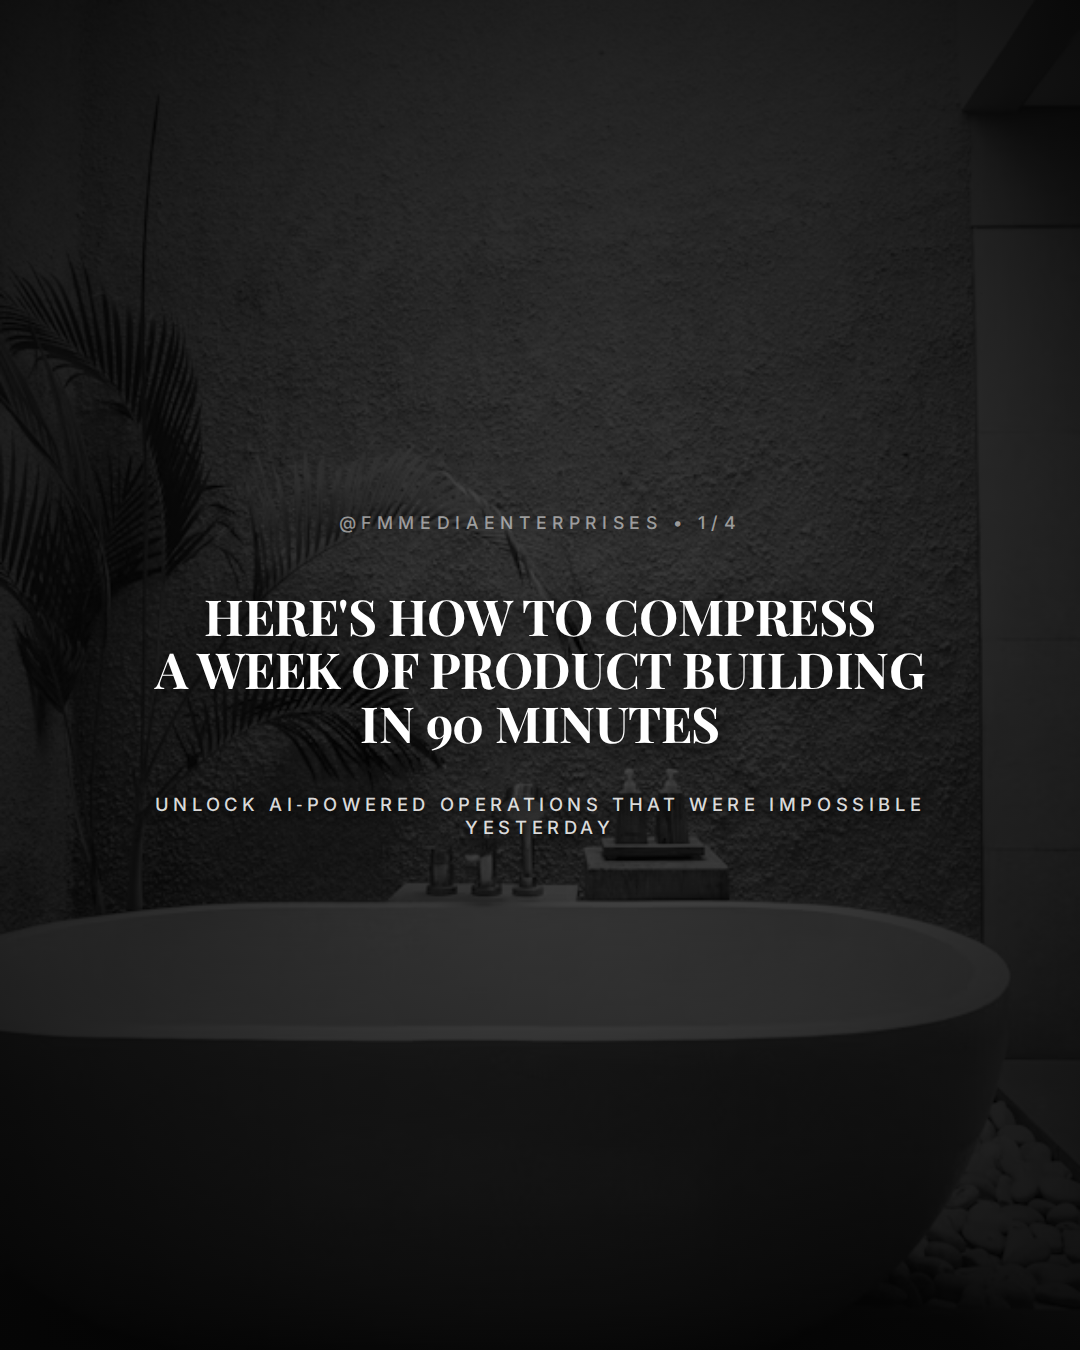 @FMMEDIAENTERPRISES • 1/4
HERE'S HOW TO COMPRESS
A WEEK OF PRODUCT BUILDING
IN 90 MINUTES
UNLOCK AI-POWERED OPERATIONS THAT WERE IMPOSSIBLE
YESTERDAY